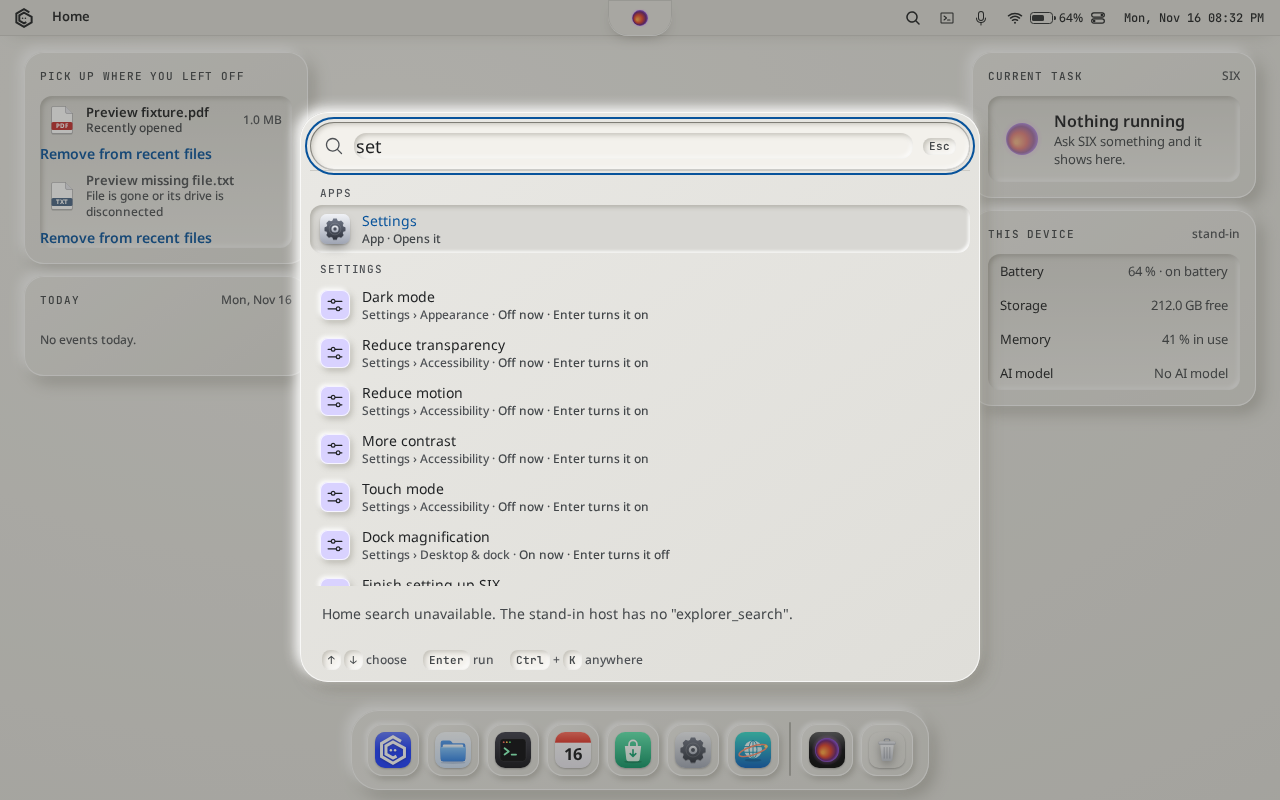 Home
64%
Mon, Nov 16 08:32 PM
PICK UP WHERE YOU LEFT OFF
Preview fixture.pdf
Recently opened
1.0 MB
PDF
Remove from recent files
Preview missing file.txt
File is gone or its drive is
disconnected
TXT
Remove from recent files
TODAY
Mon, Nov 16
No events today.
set
Esc
APPS
Settings
App · Opens it
SETTINGS
Dark mode
Settings › Appearance · Off now · Enter turns it on
Reduce transparency
Settings › Accessibility · Off now · Enter turns it on
Reduce motion
Settings › Accessibility · Off now · Enter turns it on
More contrast
Settings › Accessibility · Off now · Enter turns it on
Touch mode
Settings › Accessibility · Off now · Enter turns it on
Dock magnification
Settings › Desktop & dock · On now · Enter turns it off
Finish setting up SIX
Home search unavailable. The stand-in host has no "explorer_search".
↑ ↓ choose Enter run Ctrl + K anywhere
CURRENT TASK
SIX
Nothing running
Ask SIX something and it
shows here.
THIS DEVICE
stand-in
Battery
64 % · on battery
Storage
212.0 GB free
Memory
41 % in use
AI model
No AI model
16